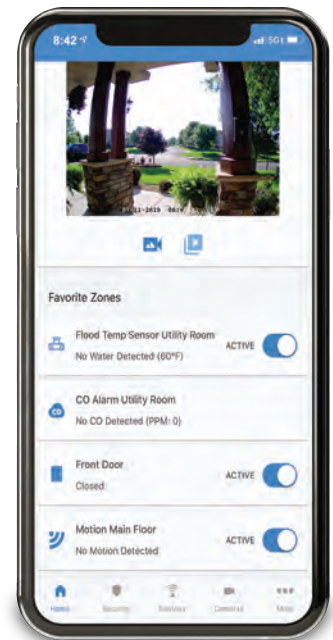 8:42
5G
Favorite Zones
Flood Temp Sensor Utility Room
ACTIVE
No Water Detected (60°F)
CO
CO Alarm Utility Room
No CO Detected (PPM: 0)
Front Door
ACTIVE
Closed
Motion Main Floor
ACTIVE
No Motion Detected
Home
Security
Cameras
More